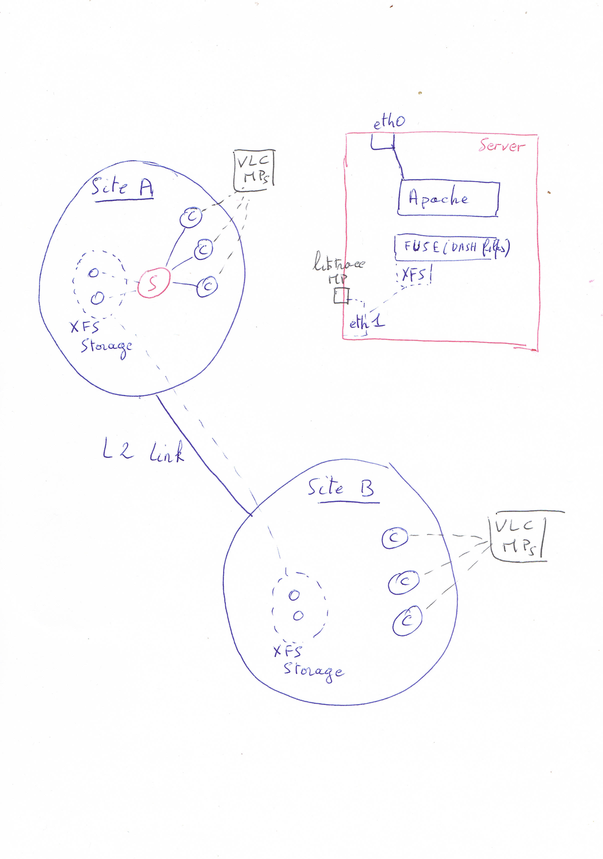 eth0
Server
Apache
FUSE (DASH files)
XFS
libtrace
MP
eth1
VLC
MPs
Site A
C
C
C
S
XFS
Storage
L2 link
Site B
VLC
MPs
C
C
C
XFS
Storage